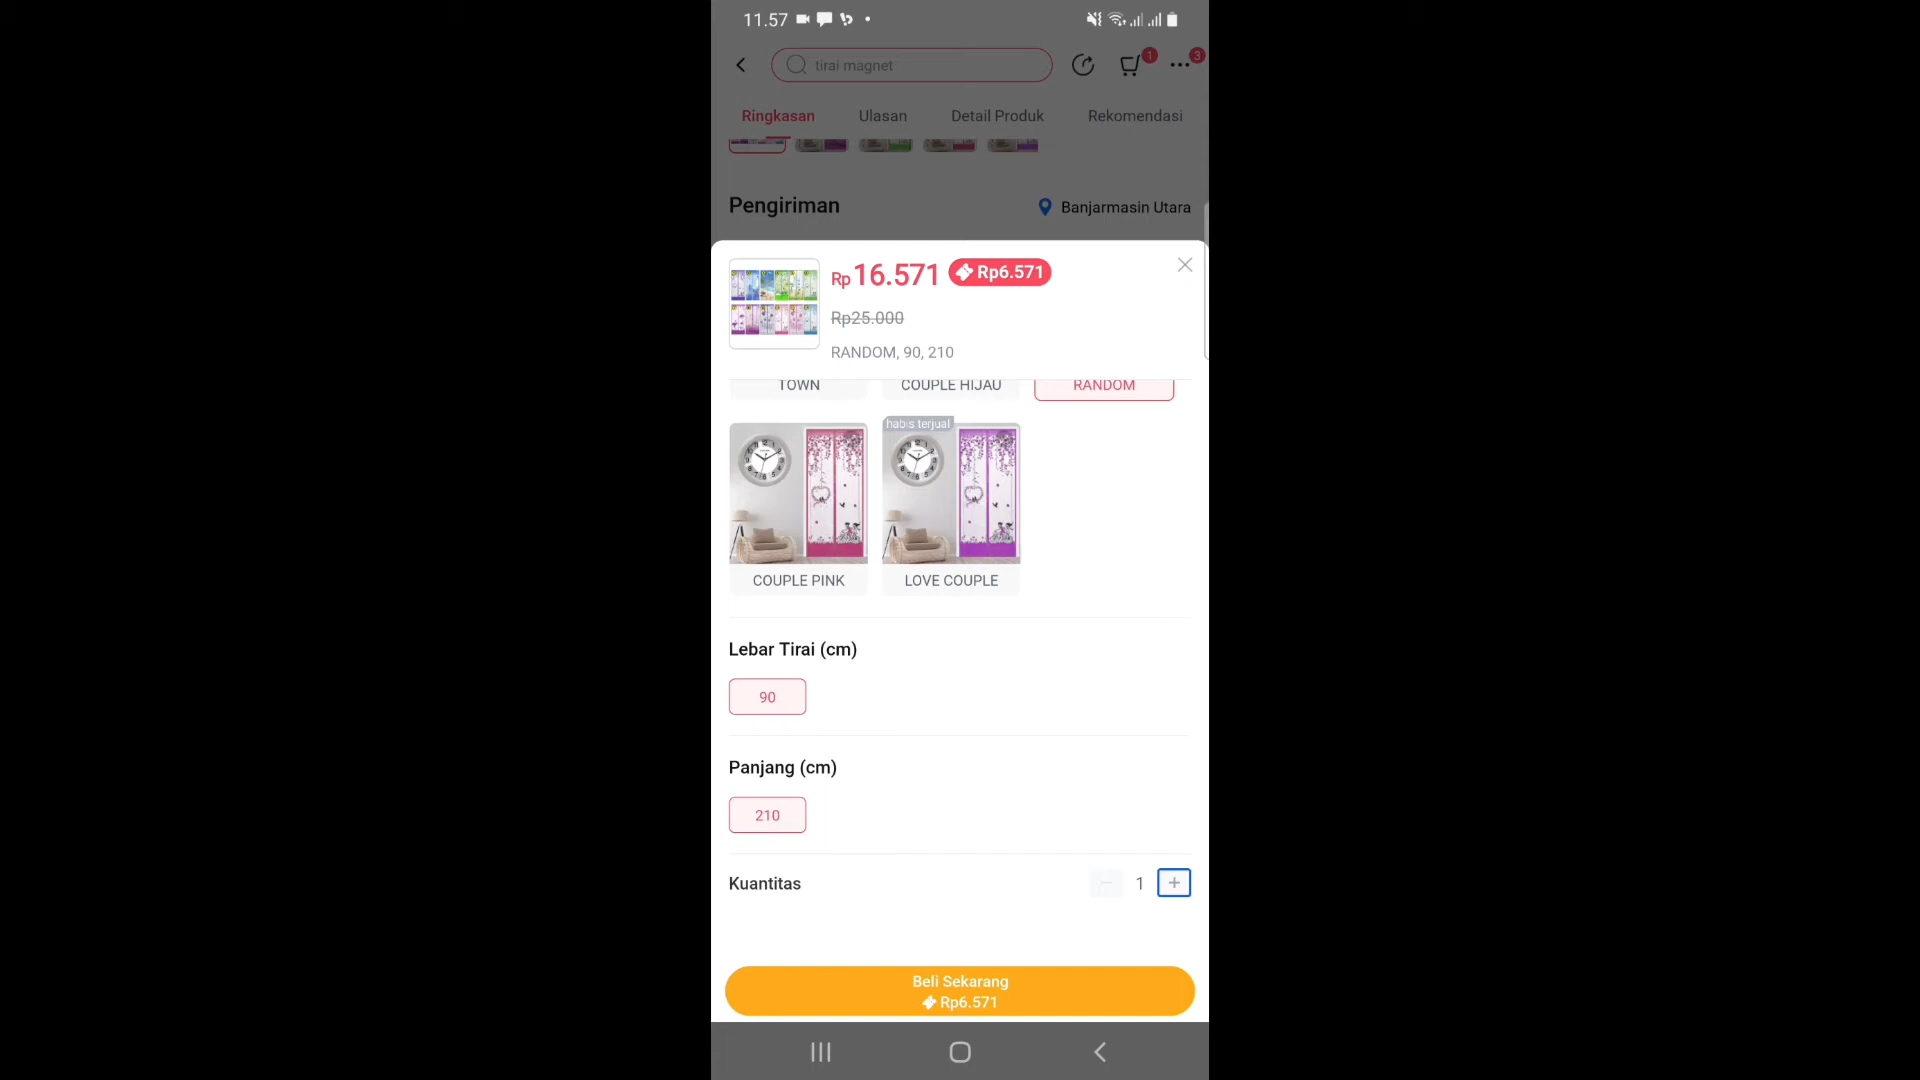 11.57
tirai magnet
1
3
Ringkasan
Ulasan
Detail Produk
Rekomendasi
Pengiriman
Banjarmasin Utara
Rp16.571
Rp6.571
Rp25.000
RANDOM, 90, 210
TOWN
COUPLE HIJAU
RANDOM
habis terjual
COUPLE PINK
LOVE COUPLE
Lebar Tirai (cm)
90
Panjang (cm)
210
Kuantitas
1
Beli Sekarang
Rp6.571